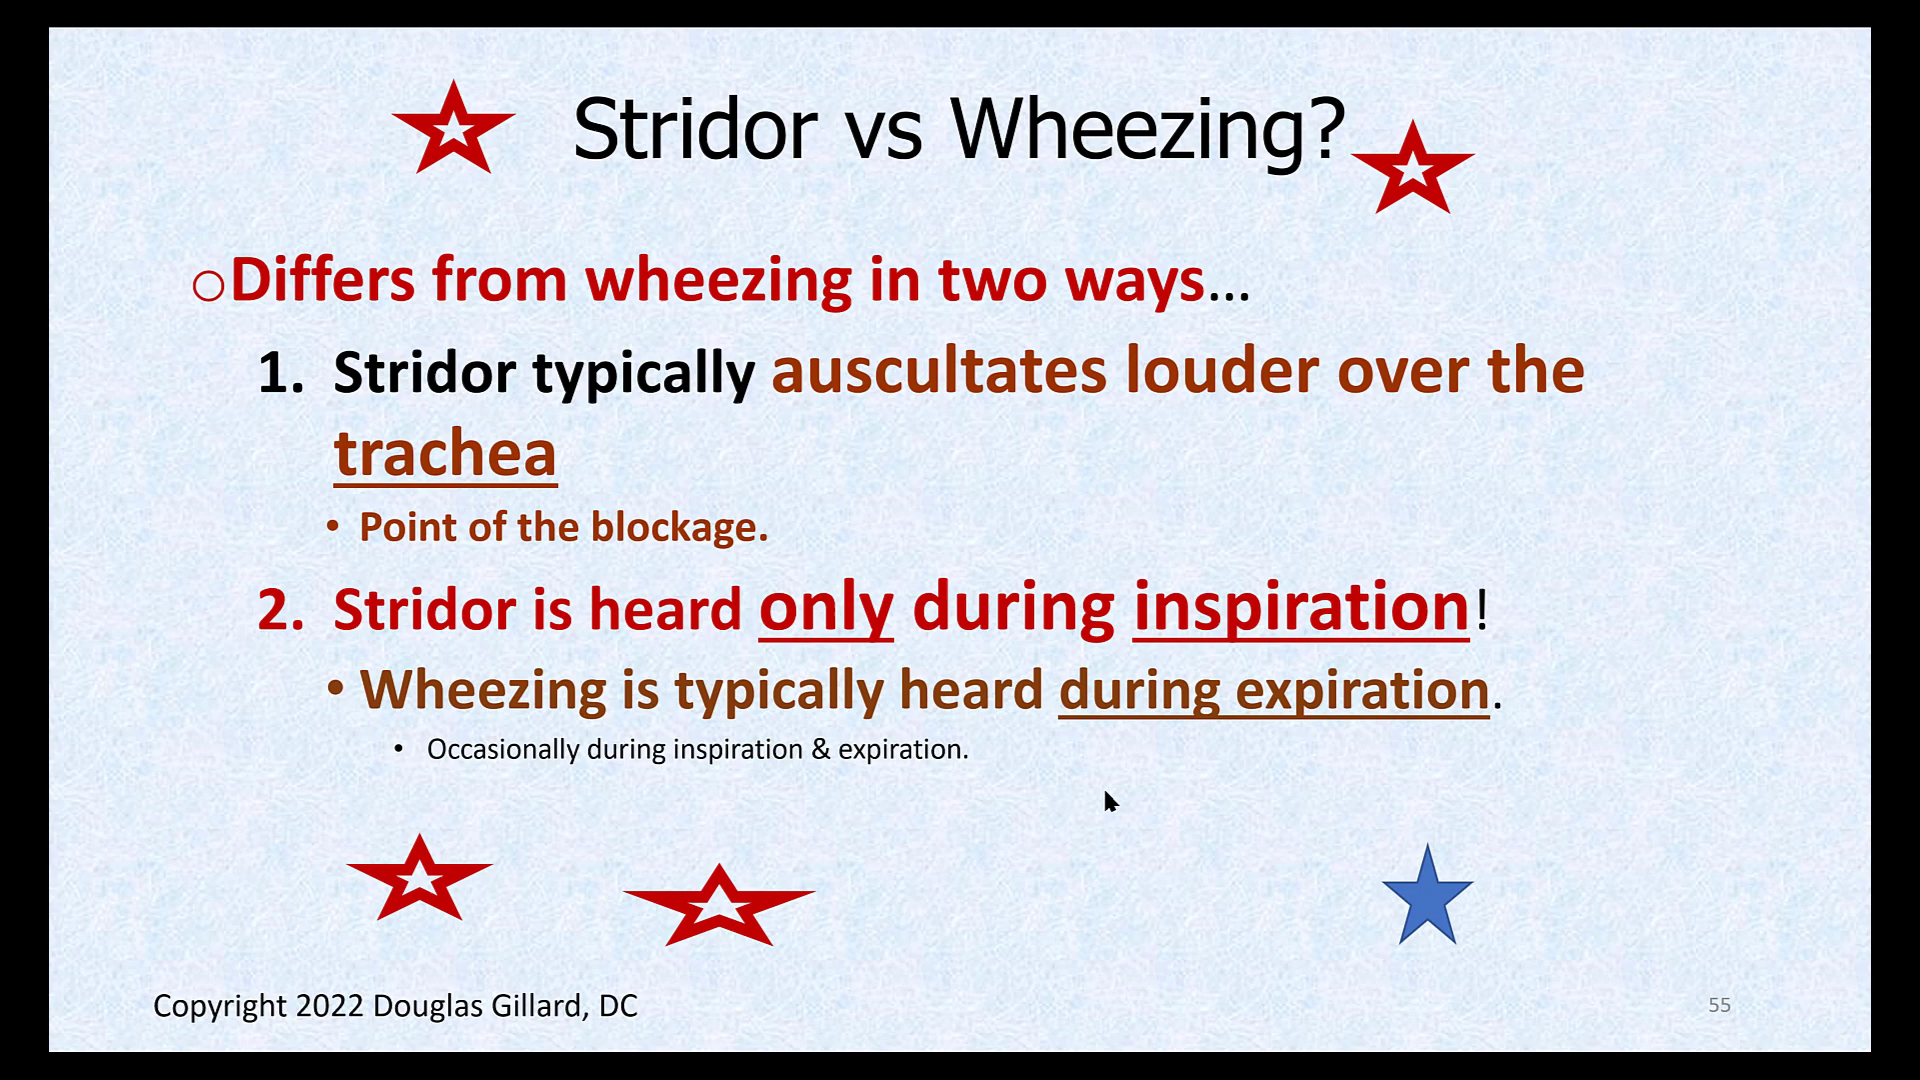 Stridor vs Wheezing?
○Differs from wheezing in two ways...
1. Stridor typically auscultates louder over the
trachea
• Point of the blockage.
2. Stridor is heard only during inspiration!
• Wheezing is typically heard during expiration.
• Occasionally during inspiration & expiration.
Copyright 2022 Douglas Gillard, DC
55